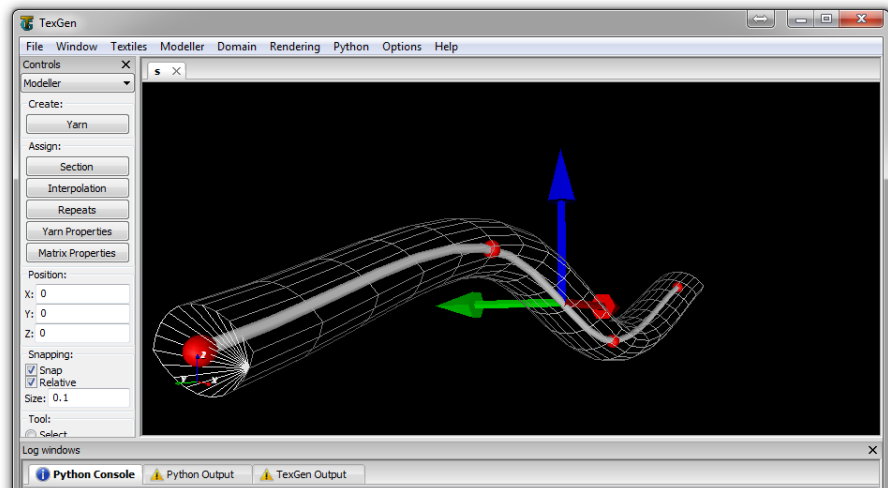 TexGen
File Window Textiles Modeller Domain Rendering Python Options Help
Controls
Modeller
Create:
Yarn
Assign:
Section
Interpolation
Repeats
Yarn Properties
Matrix Properties
Position:
X: 0
Y: 0
Z: 0
Snapping:
Snap
Relative
Size: 0.1
Tool:
Select
s
z
y x
Log windows
Python Console Python Output TexGen Output